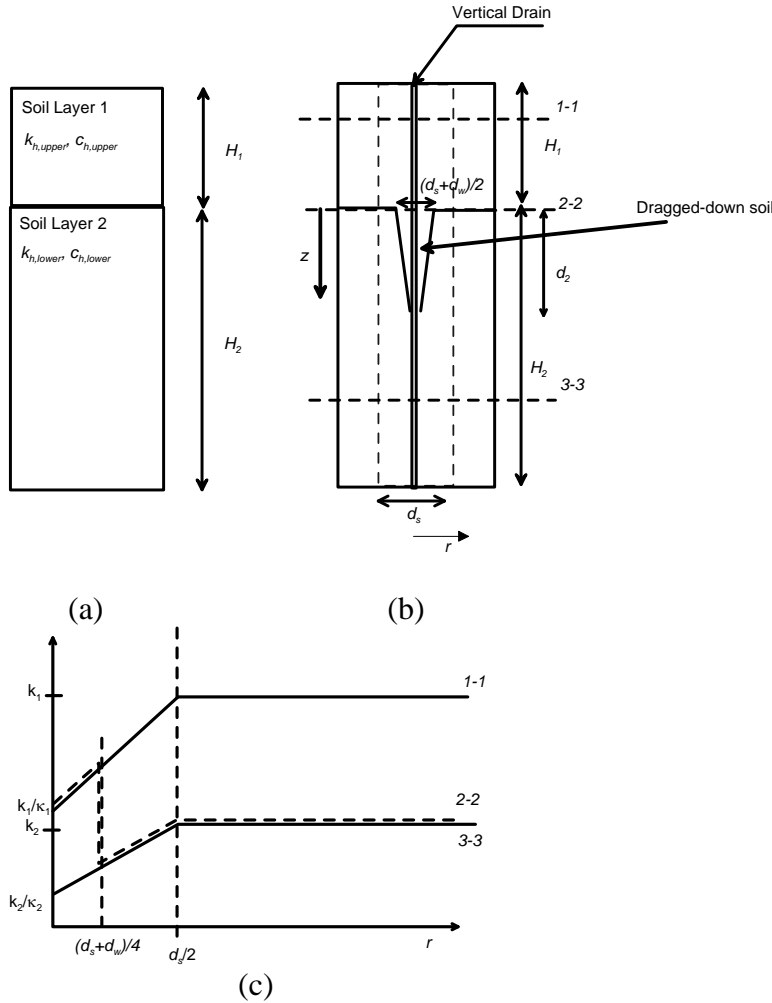 Vertical Drain
Soil Layer 1
k_h,upper, c_h,upper
H_1
Soil Layer 2
k_h,lower, c_h,lower
H_2
1-1
H_1
(d_s+d_w)/2
2-2
Dragged-down soil
z
d_2
H_2
3-3
d_s
r
(a)
(b)
k_1
1-1
k_1/κ_1
k_2
2-2
3-3
k_2/κ_2
(d_s+d_w)/4
d_s/2
r
(c)